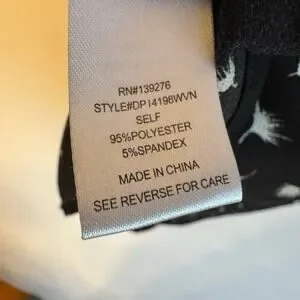 RN#139276
STYLE#DP14198WVN
SELF
95%POLYESTER
5%SPANDEX
MADE IN CHINA
SEE REVERSE FOR CARE